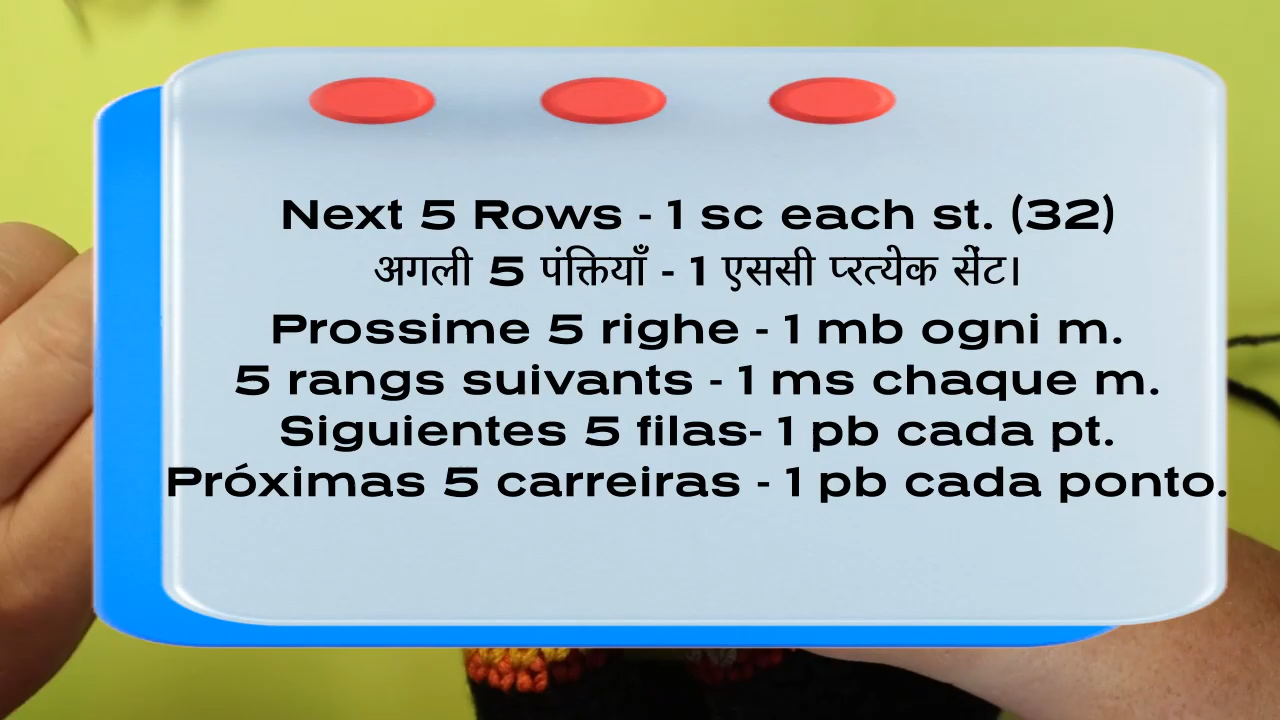 Next 5 Rows - 1 sc each st. (32)
अगली 5 पंक्तियाँ - 1 एससी प्रत्येक सेंट।
Prossime 5 righe - 1 mb ogni m.
5 rangs suivants - 1 ms chaque m.
Siguientes 5 filas- 1 pb cada pt.
Próximas 5 carreiras - 1 pb cada ponto.